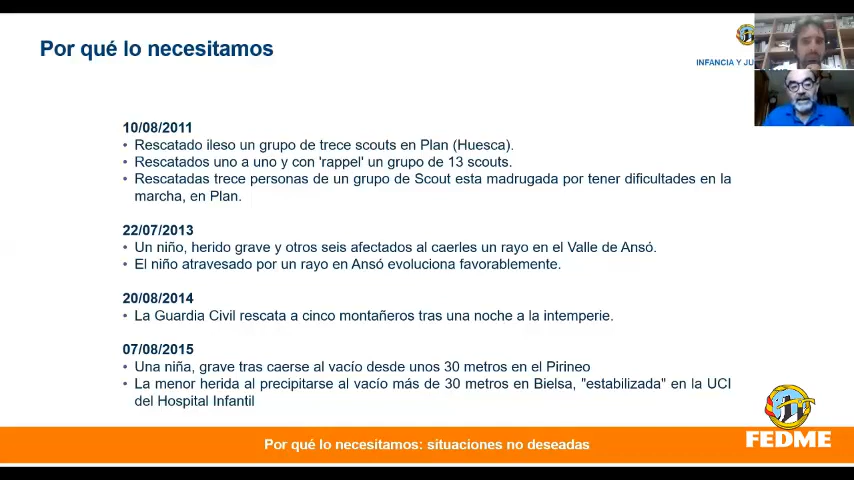 Por qué lo necesitamos
INFANCIA Y JU
10/08/2011
• Rescatado ileso un grupo de trece scouts en Plan (Huesca).
• Rescatados uno a uno y con 'rappel' un grupo de 13 scouts.
• Rescatadas trece personas de un grupo de Scout esta madrugada por tener dificultades en la
marcha, en Plan.
22/07/2013
• Un niño, herido grave y otros seis afectados al caerles un rayo en el Valle de Ansó.
• El niño atravesado por un rayo en Ansó evoluciona favorablemente.
20/08/2014
• La Guardia Civil rescata a cinco montañeros tras una noche a la intemperie.
07/08/2015
• Una niña, grave tras caerse al vacío desde unos 30 metros en el Pirineo
• La menor herida al precipitarse al vacío más de 30 metros en Bielsa, "estabilizada" en la UCI
del Hospital Infantil
FEDME
Por qué lo necesitamos: situaciones no deseadas